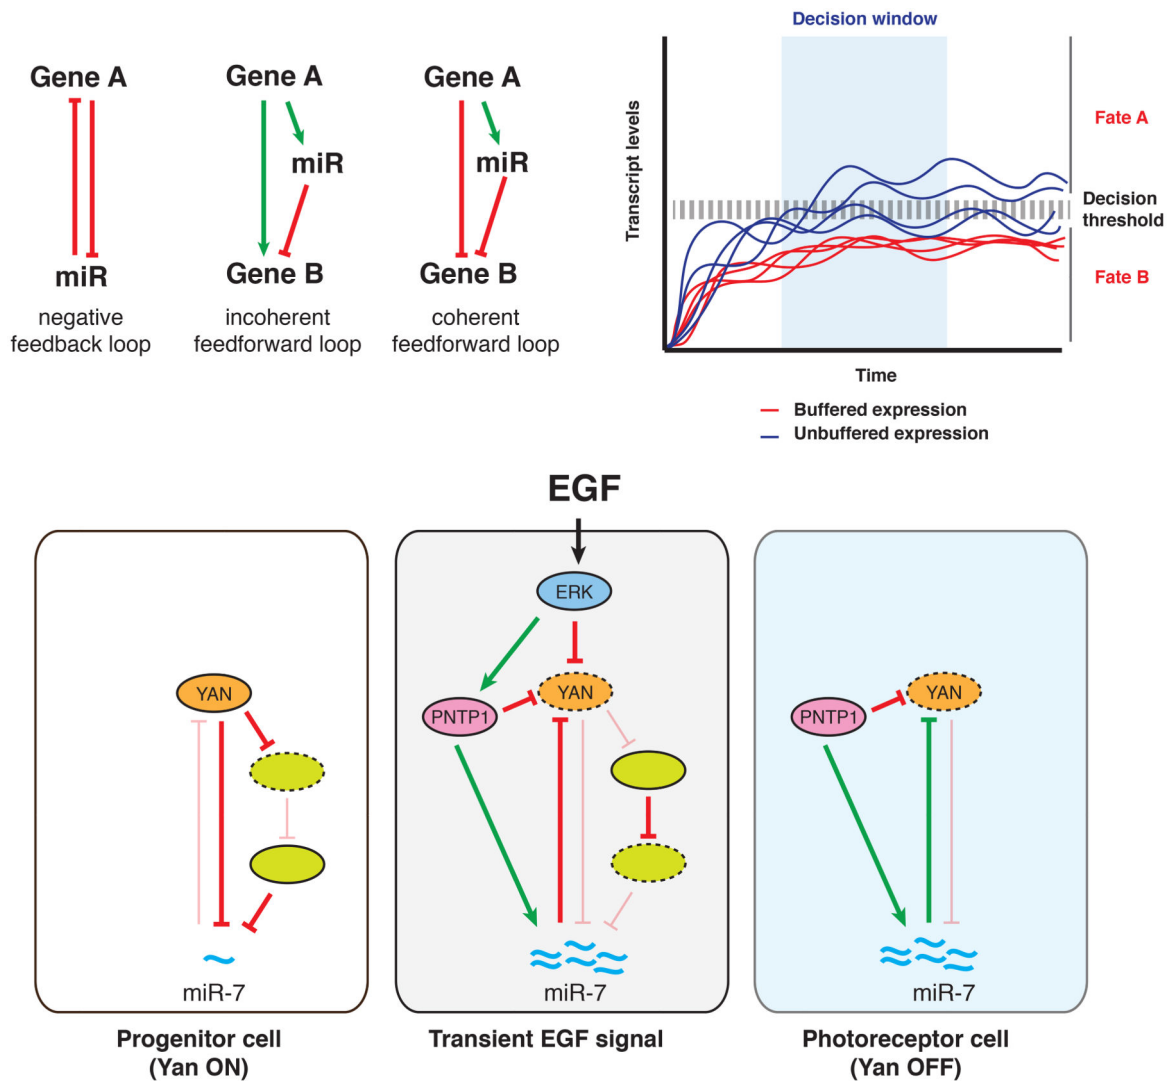 Gene A
miR
negative
feedback loop
Gene A
miR
Gene B
incoherent
feedforward loop
Gene A
miR
Gene B
coherent
feedforward loop
Decision window
Transcript levels
Fate A
Decision
threshold
Fate B
Time
Buffered expression
Unbuffered expression
EGF
YAN
miR-7
Progenitor cell
(Yan ON)
ERK
YAN
PNTP1
miR-7
Transient EGF signal
YAN
PNTP1
miR-7
Photoreceptor cell
(Yan OFF)